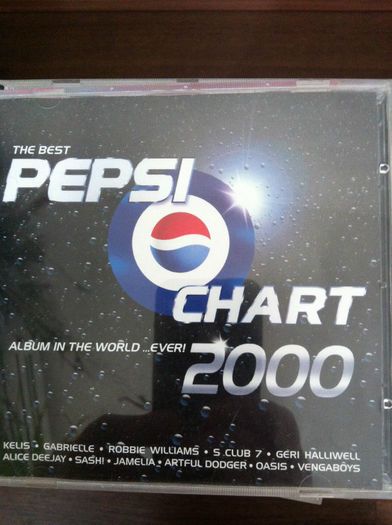 THE BEST
PEPSI
CHART
ALBUM IN THE WORLD ...EVER!
2000
KELIS • GABRIELLE • ROBBIE WILLIAMS • S CLUB 7 • GERI HALLIWELL
ALICE DEEJAY • SASH! • JAMELIA • ARTFUL DODGER • OASIS • VENGABOYS